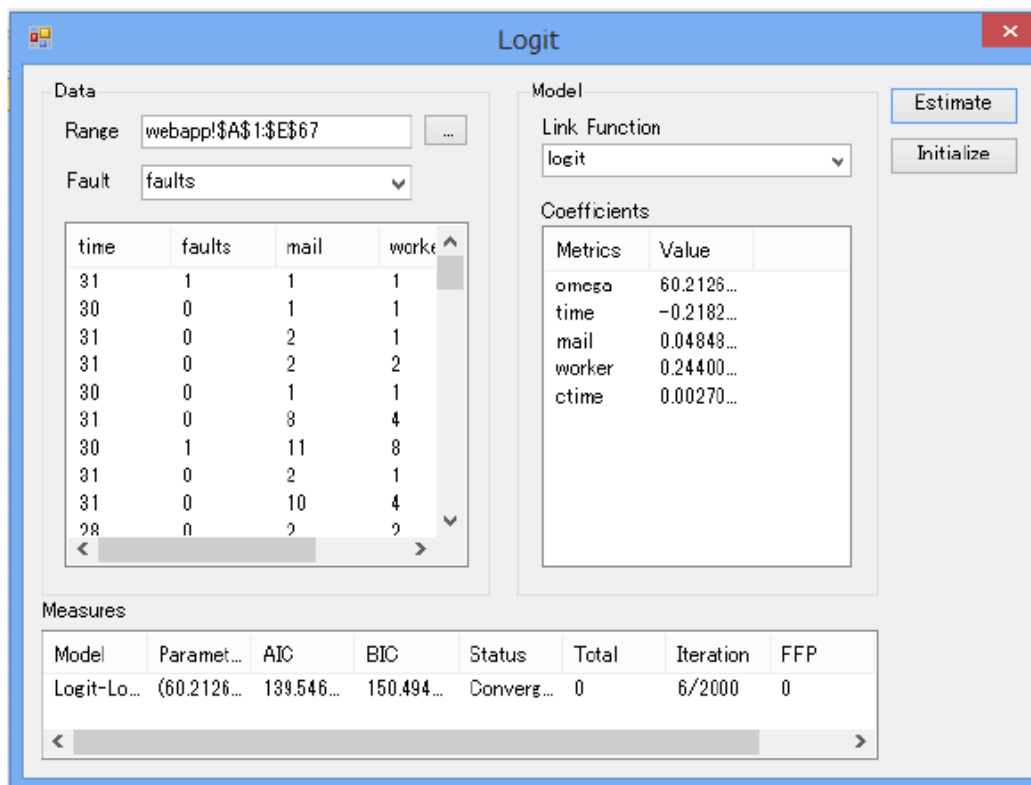 Logit
Data
Range webapp!$A$1:$E$67 ...
Fault faults
time faults mail worke
31 1 1 1
30 0 1 1
31 0 2 1
31 0 2 2
30 0 1 1
31 0 8 4
30 1 11 8
31 0 2 1
31 0 10 4
28 0 2 2
Model
Link Function
logit
Coefficients
Metrics Value
omega 60.2126...
time -0.2182...
mail 0.04848...
worker 0.24400...
ctime 0.00270...
Estimate
Initialize
Measures
Model Paramet... AIC BIC Status Total Iteration FFP
Logit-Lo... (60.2126... 139.546... 150.494... Converg... 0 6/2000 0